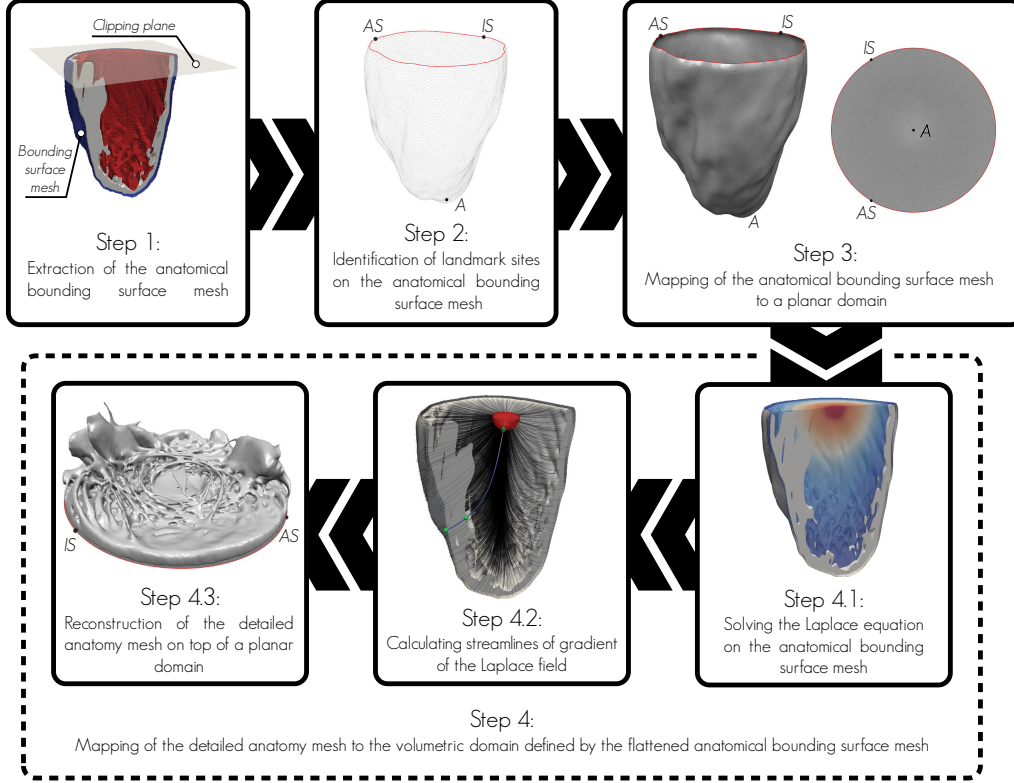 Clipping plane
Bounding
surface
mesh
Step 1:
Extraction of the anatomical
bounding surface mesh
AS
IS
A
Step 2:
Identification of landmark sites
on the anatomical bounding
surface mesh
AS
IS
A
IS
A
AS
Step 3:
Mapping of the anatomical bounding surface mesh
to a planar domain
Step 4.1:
Solving the Laplace equation
on the anatomical bounding
surface mesh
Step 4.2:
Calculating streamlines of gradient
of the Laplace field
IS
AS
Step 4.3:
Reconstruction of the detailed
anatomy mesh on top of a planar
domain
Step 4:
Mapping of the detailed anatomy mesh to the volumetric domain defined by the flattened anatomical bounding surface mesh